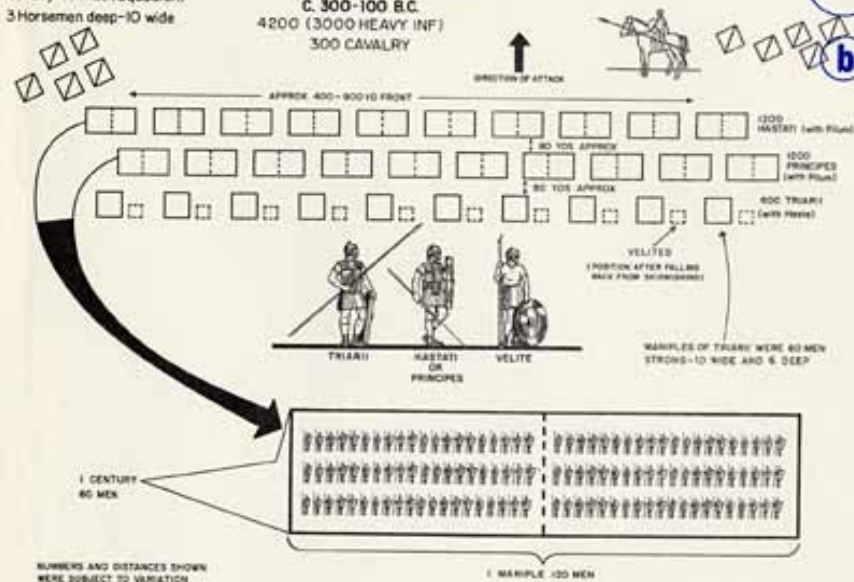 3 Horsemen deep-10 wide
C. 300-100 B.C.
4200 (3000 HEAVY INF)
300 CAVALRY
b
DIRECTION OF ATTACK
APPROX 400-900 YD FRONT
1200
HASTATI (with Pilum)
80 YDS APPROX
1200
PRINCIPES
(with Pilum)
80 YDS APPROX
600 TRIARII
(with Hasta)
VELITES
(POSITION AFTER FALLING
BACK FROM SKIRMISHING)
TRIARII
HASTATI
OR
PRINCIPES
VELITE
MANIPLES OF TRIARII WERE 60 MEN
STRONG-10 WIDE AND 6 DEEP
1 CENTURY
60 MEN
NUMBERS AND DISTANCES SHOWN
WERE SUBJECT TO VARIATION
1 MANIPLE 120 MEN